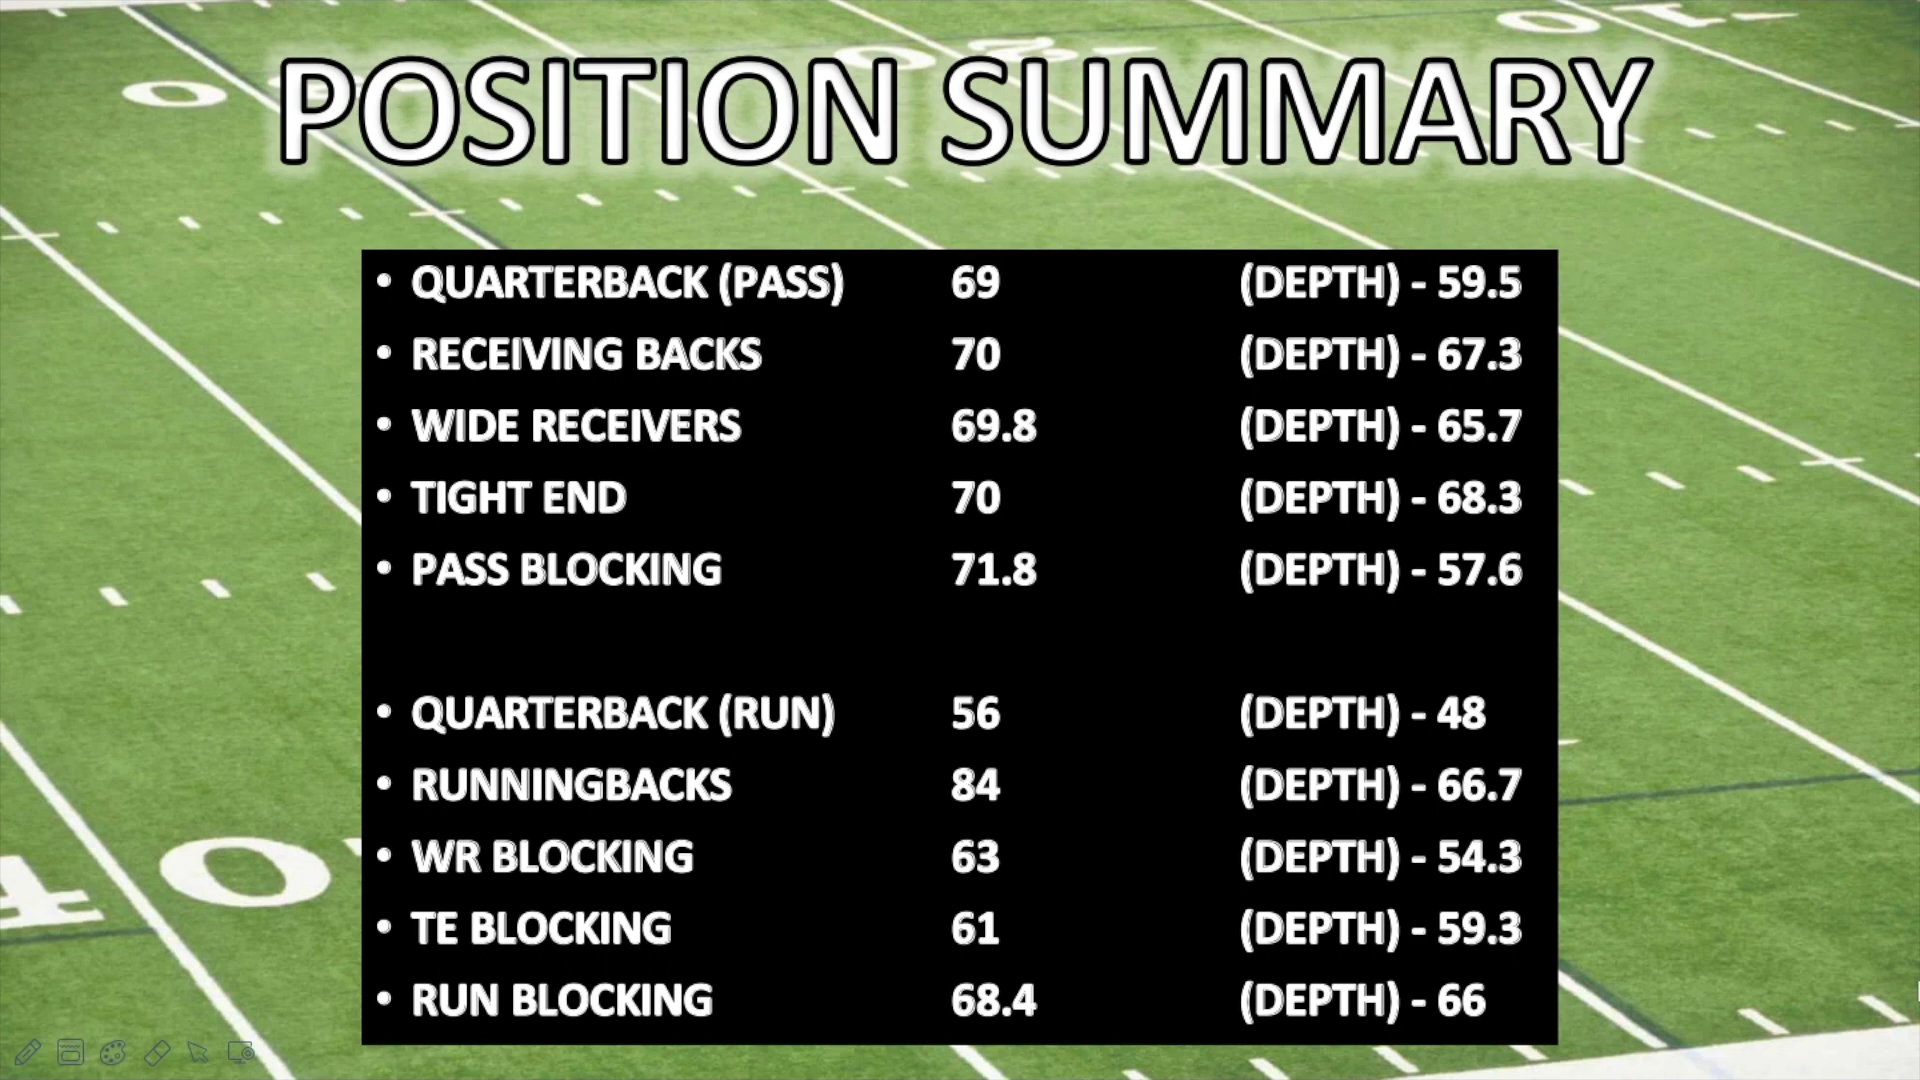 POSITION SUMMARY
• QUARTERBACK (PASS) 69 (DEPTH) - 59.5
• RECEIVING BACKS 70 (DEPTH) - 67.3
• WIDE RECEIVERS 69.8 (DEPTH) - 65.7
• TIGHT END 70 (DEPTH) - 68.3
• PASS BLOCKING 71.8 (DEPTH) - 57.6
• QUARTERBACK (RUN) 56 (DEPTH) - 48
• RUNNINGBACKS 84 (DEPTH) - 66.7
• WR BLOCKING 63 (DEPTH) - 54.3
• TE BLOCKING 61 (DEPTH) - 59.3
• RUN BLOCKING 68.4 (DEPTH) - 66